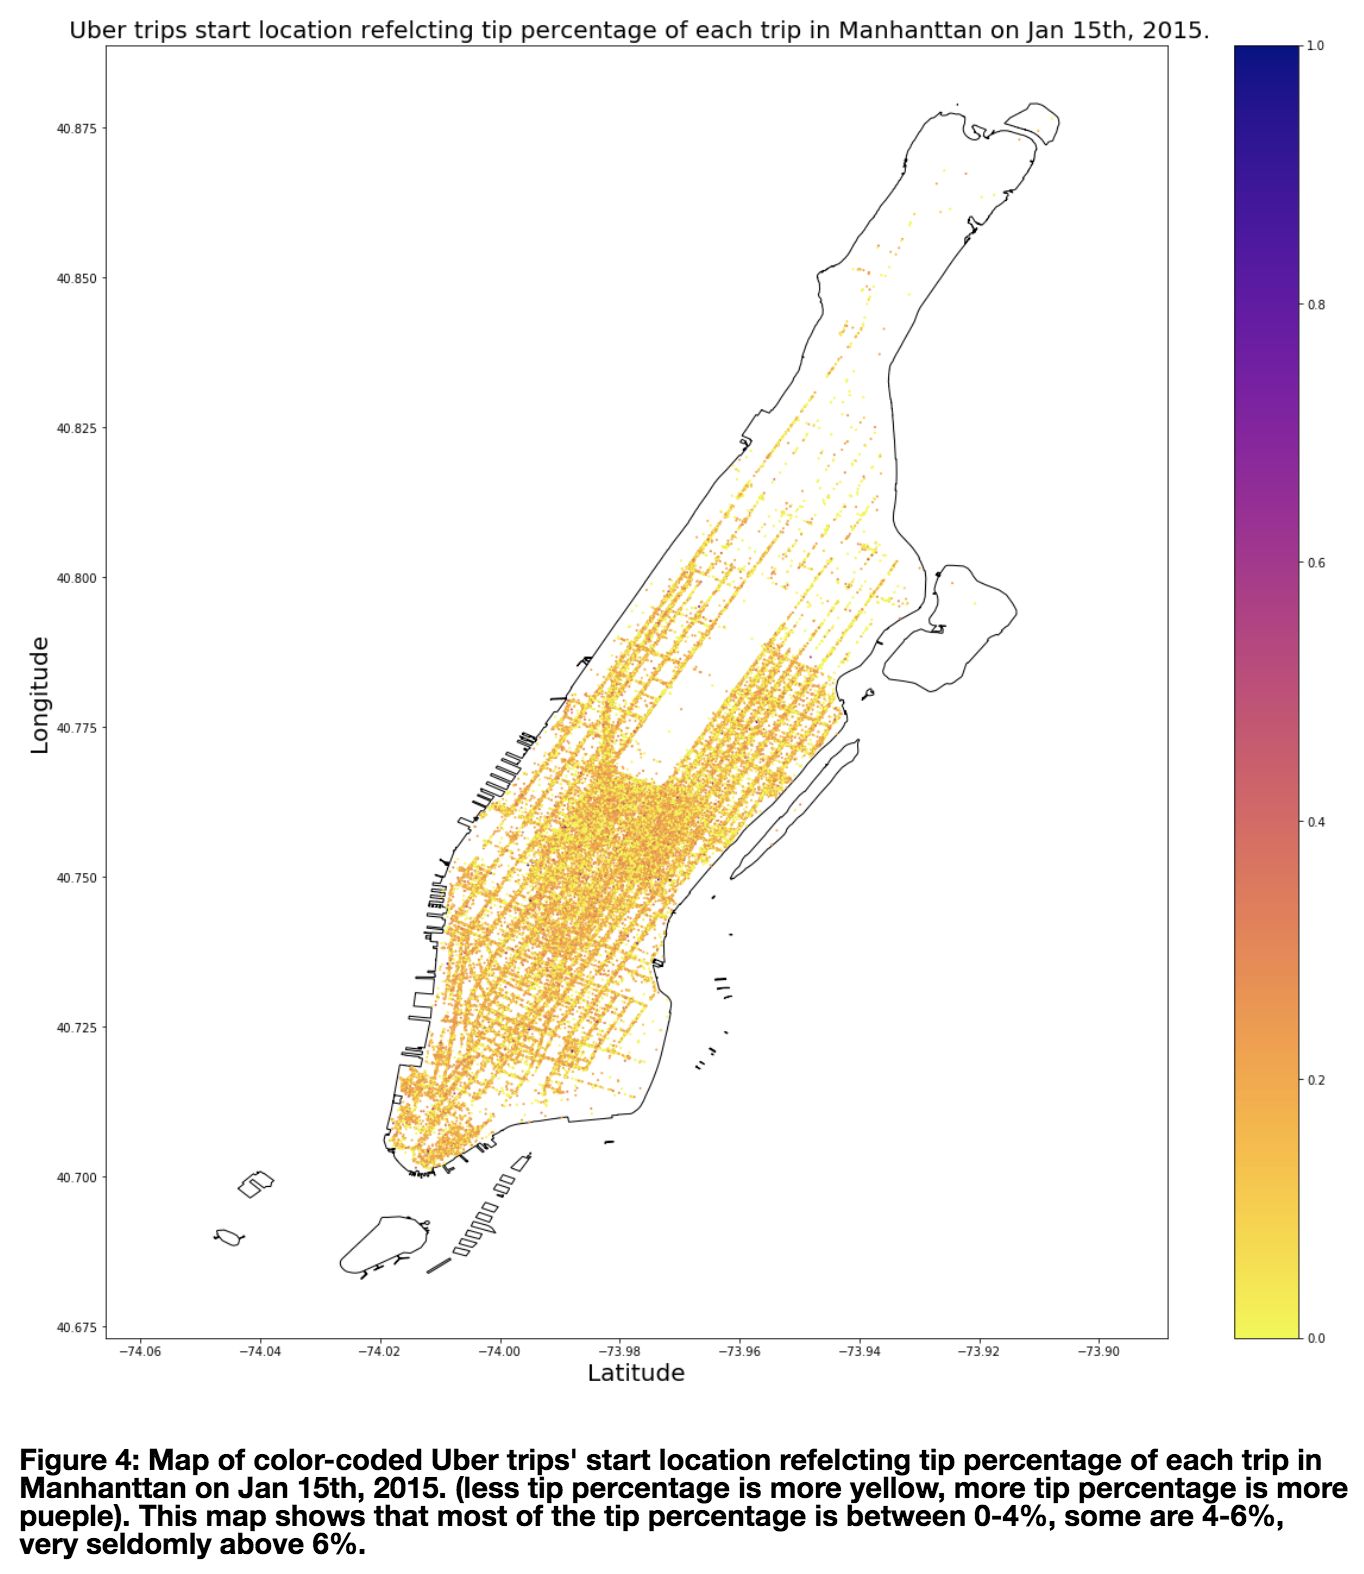 Uber trips start location refelcting tip percentage of each trip in Manhanttan on Jan 15th, 2015.
1.0
0.8
0.6
0.4
0.2
0.0
Longitude
40.875
40.850
40.825
40.800
40.775
40.750
40.725
40.700
40.675
−74.06 −74.04 −74.02 −74.00 −73.98 −73.96 −73.94 −73.92 −73.90
Latitude
Figure 4: Map of color-coded Uber trips' start location refelcting tip percentage of each trip in
Manhanttan on Jan 15th, 2015. (less tip percentage is more yellow, more tip percentage is more
pueple). This map shows that most of the tip percentage is between 0-4%, some are 4-6%,
very seldomly above 6%.